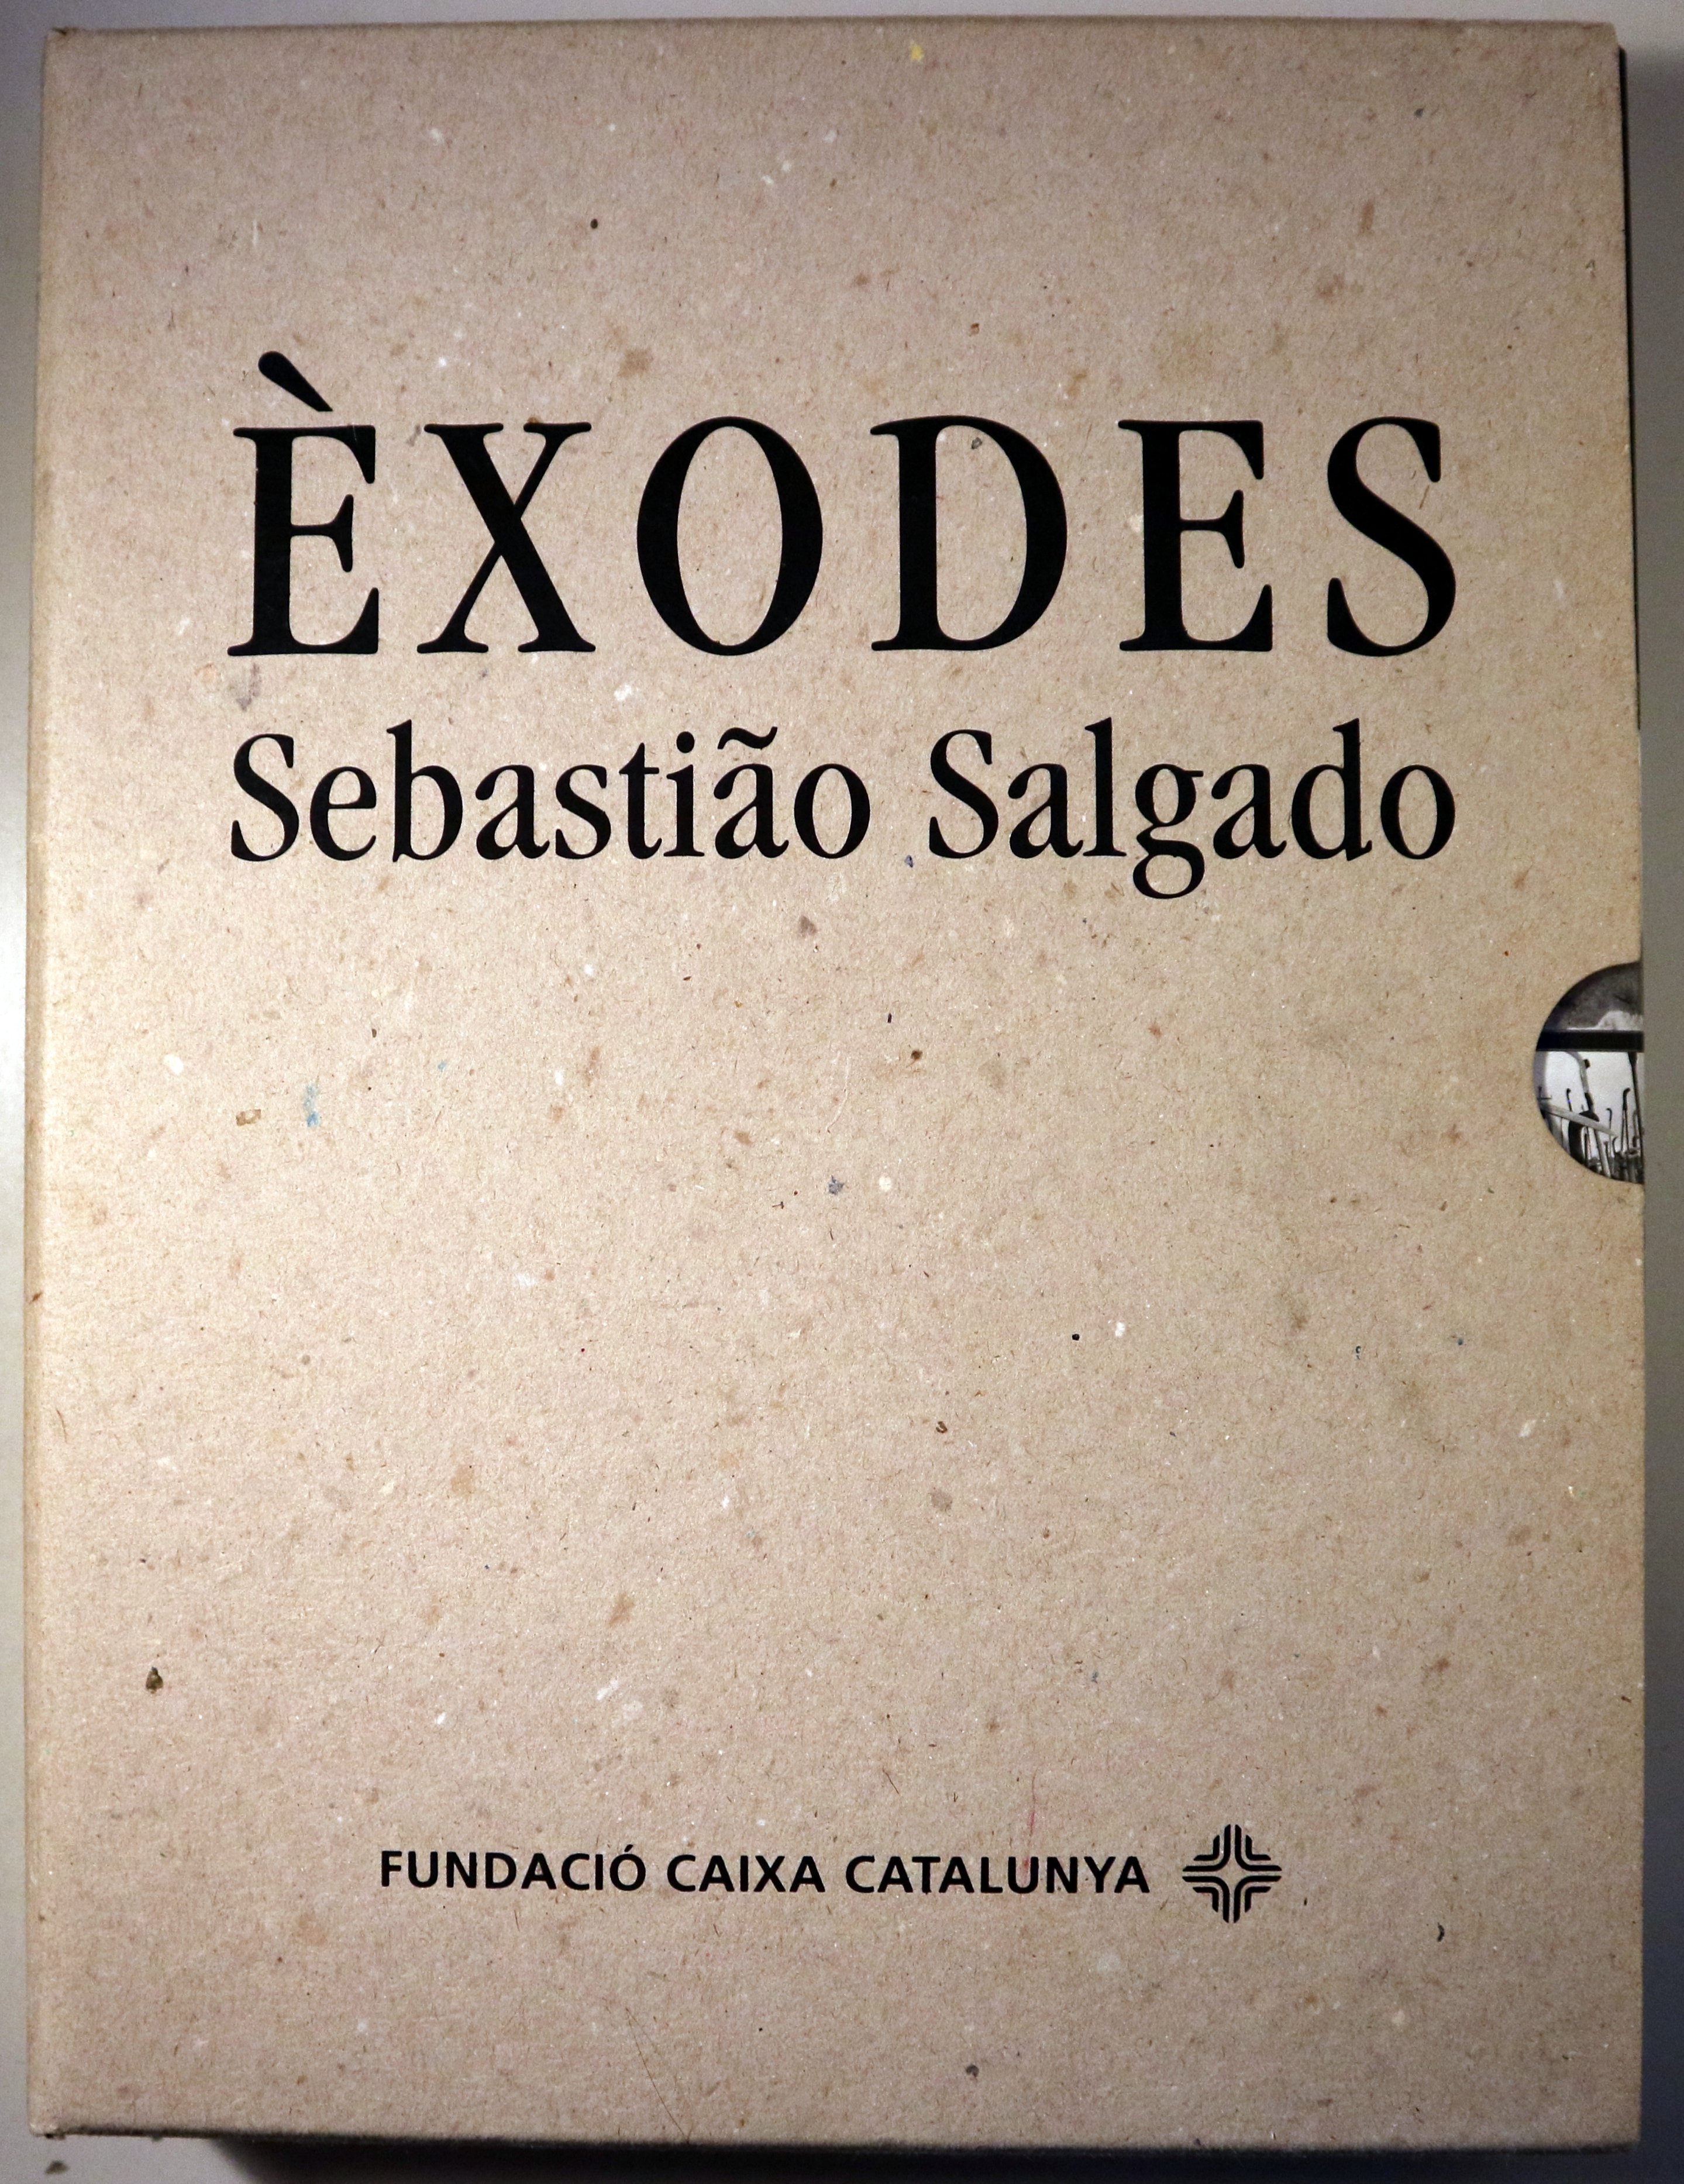 ÈXODES
Sebastião Salgado
FUNDACIÓ CAIXA CATALUNYA